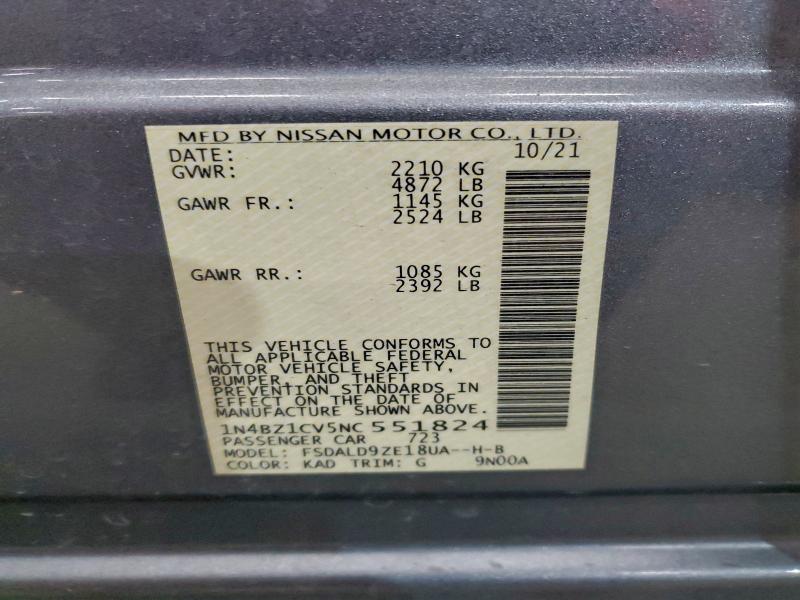 MFD BY NISSAN MOTOR CO., LTD.
DATE: 10/21
GVWR: 2210 KG
4872 LB
GAWR FR.: 1145 KG
2524 LB
GAWR RR.: 1085 KG
2392 LB
THIS VEHICLE CONFORMS TO
ALL APPLICABLE FEDERAL
MOTOR VEHICLE SAFETY,
BUMPER, AND THEFT
PREVENTION STANDARDS IN
EFFECT ON THE DATE OF
MANUFACTURE SHOWN ABOVE.
1N4BZ1CV5NC551824
PASSENGER CAR 723
MODEL: FSDALD9ZE18UA--H-B
COLOR: KAD TRIM: G 9N00A